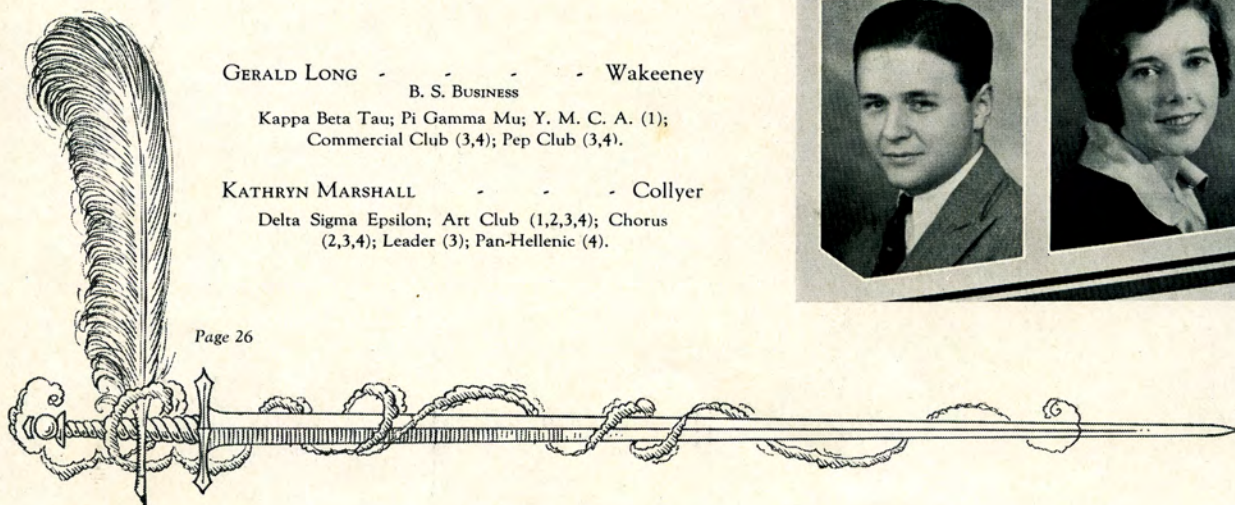 GERALD LONG - - - - Wakeeney
B. S. BUSINESS
Kappa Beta Tau; Pi Gamma Mu; Y. M. C. A. (1);
Commercial Club (3,4); Pep Club (3,4).
KATHRYN MARSHALL - - - Collyer
Delta Sigma Epsilon; Art Club (1,2,3,4); Chorus
(2,3,4); Leader (3); Pan-Hellenic (4).
Page 26